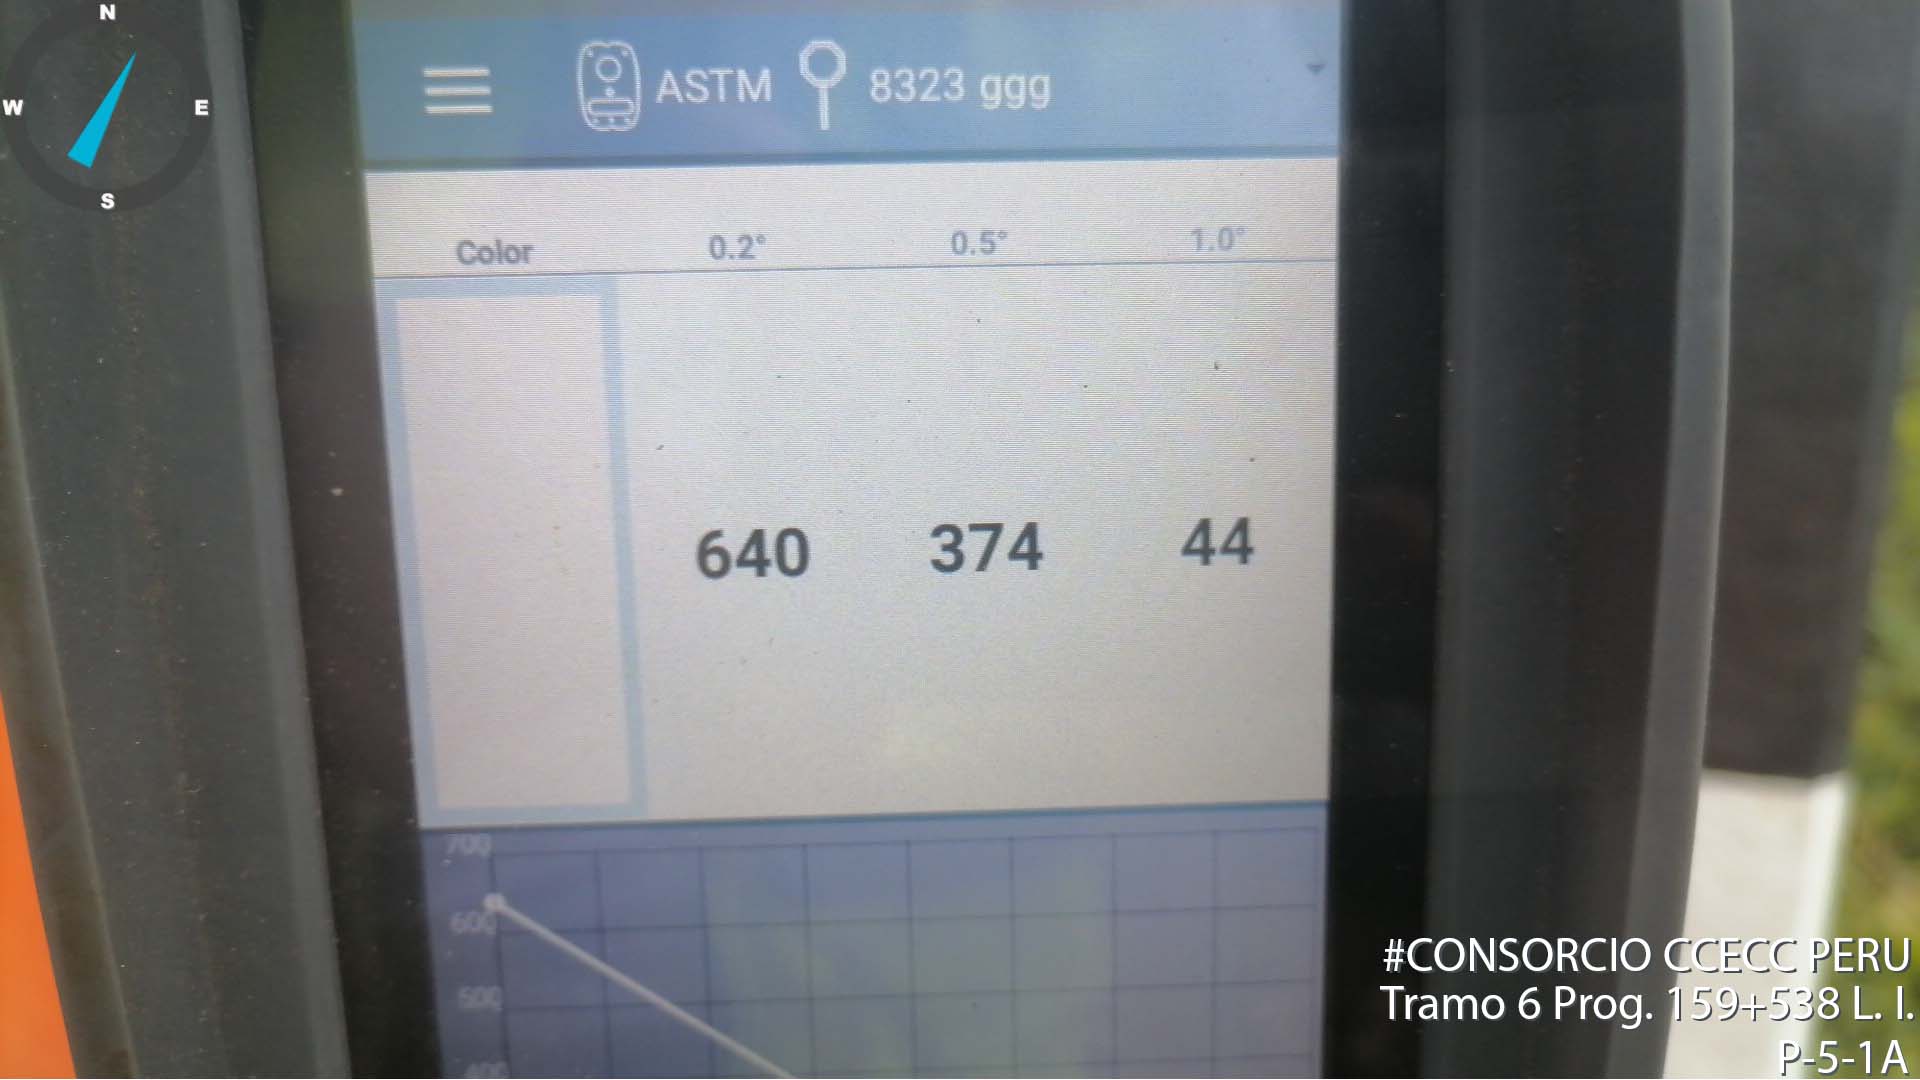 N
W E
S
ASTM 8323 ggg
Color 0.2° 0.5° 1.0°
640 374 44
700
600
500
400
#CONSORCIO CCECC PERU
Tramo 6 Prog. 159+538 L. I.
P-5-1A